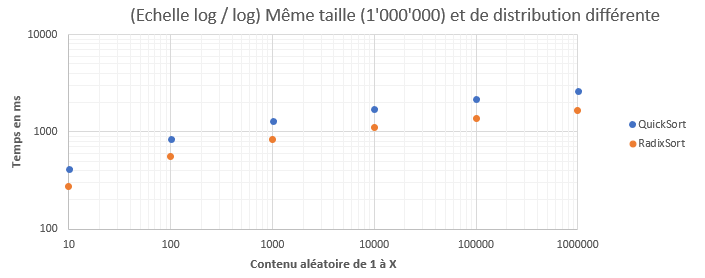 (Echelle log / log) Même taille (1'000'000) et de distribution différente
10000
1000
100
Temps en ms
10 100 1000 10000 100000 1000000
Contenu aléatoire de 1 à X
QuickSort
RadixSort